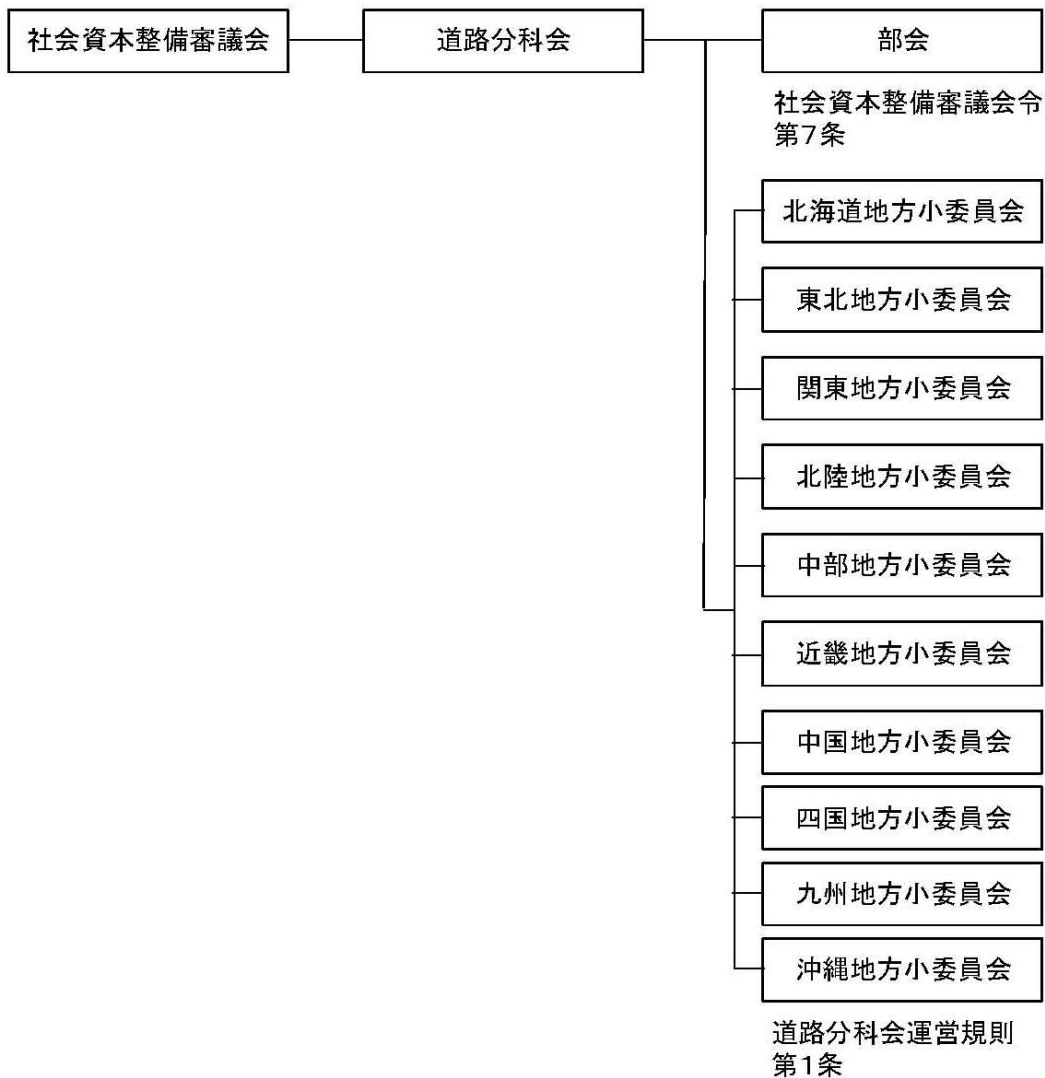 社会資本整備審議会
道路分科会
部会
社会資本整備審議会令
第7条
北海道地方小委員会
東北地方小委員会
関東地方小委員会
北陸地方小委員会
中部地方小委員会
近畿地方小委員会
中国地方小委員会
四国地方小委員会
九州地方小委員会
沖縄地方小委員会
道路分科会運営規則
第1条